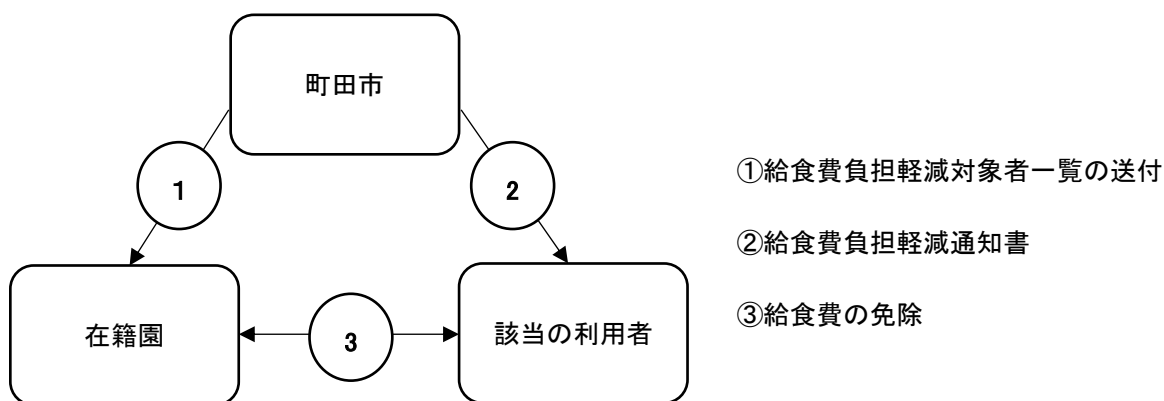 町田市
1
2
在籍園
3
該当の利用者
①給食費負担軽減対象者一覧の送付
②給食費負担軽減通知書
③給食費の免除